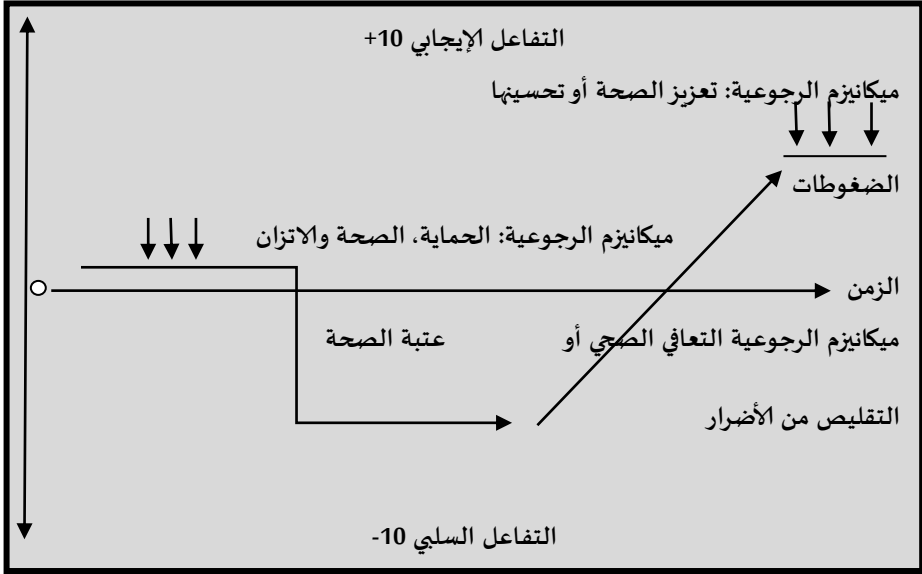 التفاعل الإيجابي 10+
ميكانيزم الرجوعية: تعزيز الصحة أو تحسينها
الضغوطات
ميكانيزم الرجوعية: الحماية، الصحة والاتزان
الزمن
ميكانيزم الرجوعية التعافي الصحي أو
عتبة الصحة
التقليص من الأضرار
التفاعل السلبي 10-